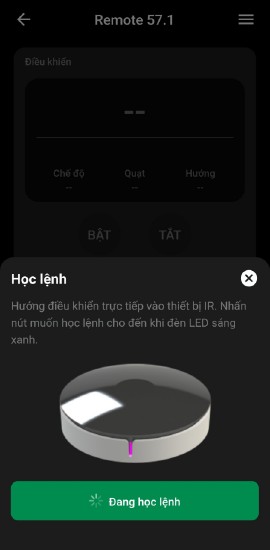 Remote 57.1
Điều khiển
--
Chế độ Quạt Hướng
-- -- --
BẬT TẮT
Học lệnh
Hướng điều khiển trực tiếp vào thiết bị IR. Nhấn
nút muốn học lệnh cho đến khi đèn LED sáng
xanh.
Đang học lệnh